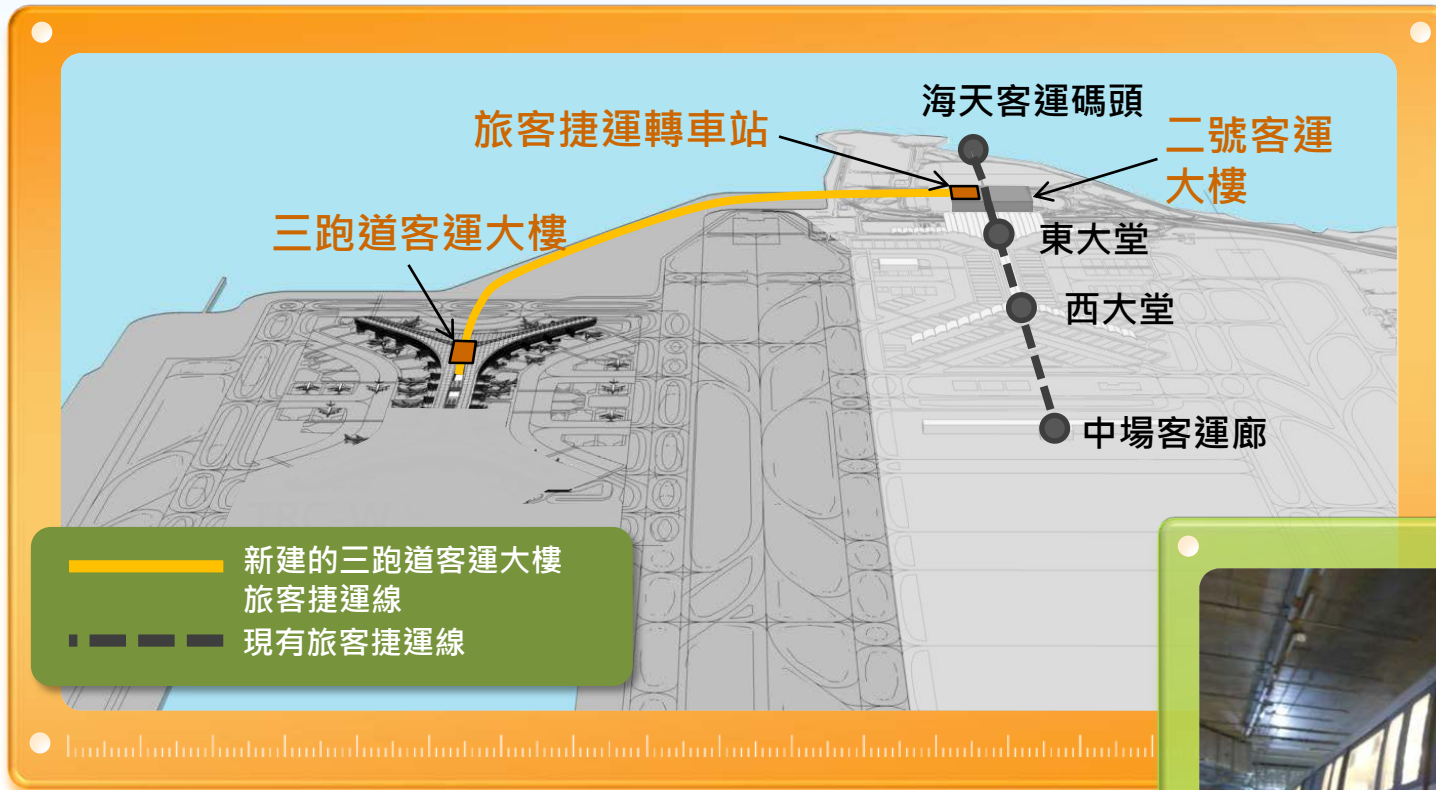 海天客運碼頭
旅客捷運轉車站
二號客運
大樓
三跑道客運大樓
東大堂
西大堂
中場客運廊
新建的三跑道客運大樓
旅客捷運線
現有旅客捷運線